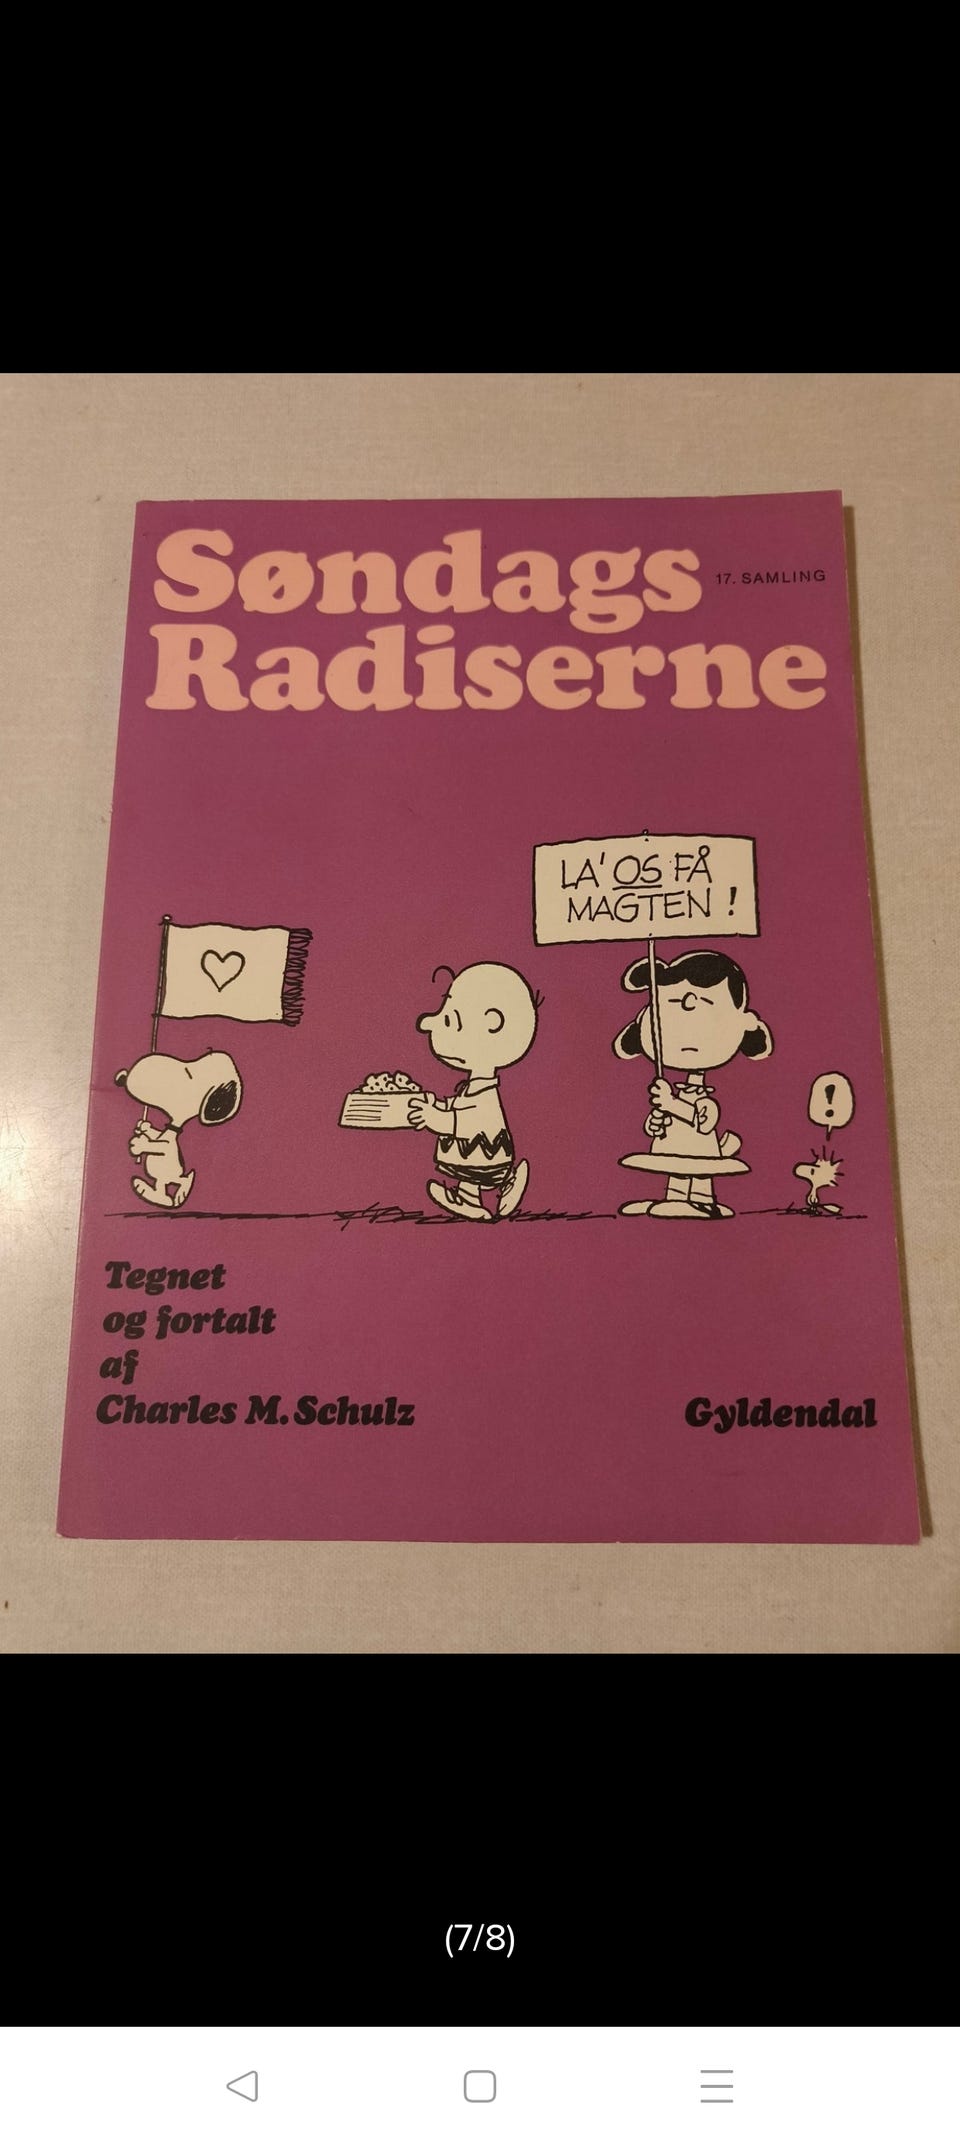 Søndags
17. SAMLING
Radiserne
LA' OS FÅ
MAGTEN !
!
Tegnet
og fortalt
af
Charles M. Schulz
Gyldendal
(7/8)